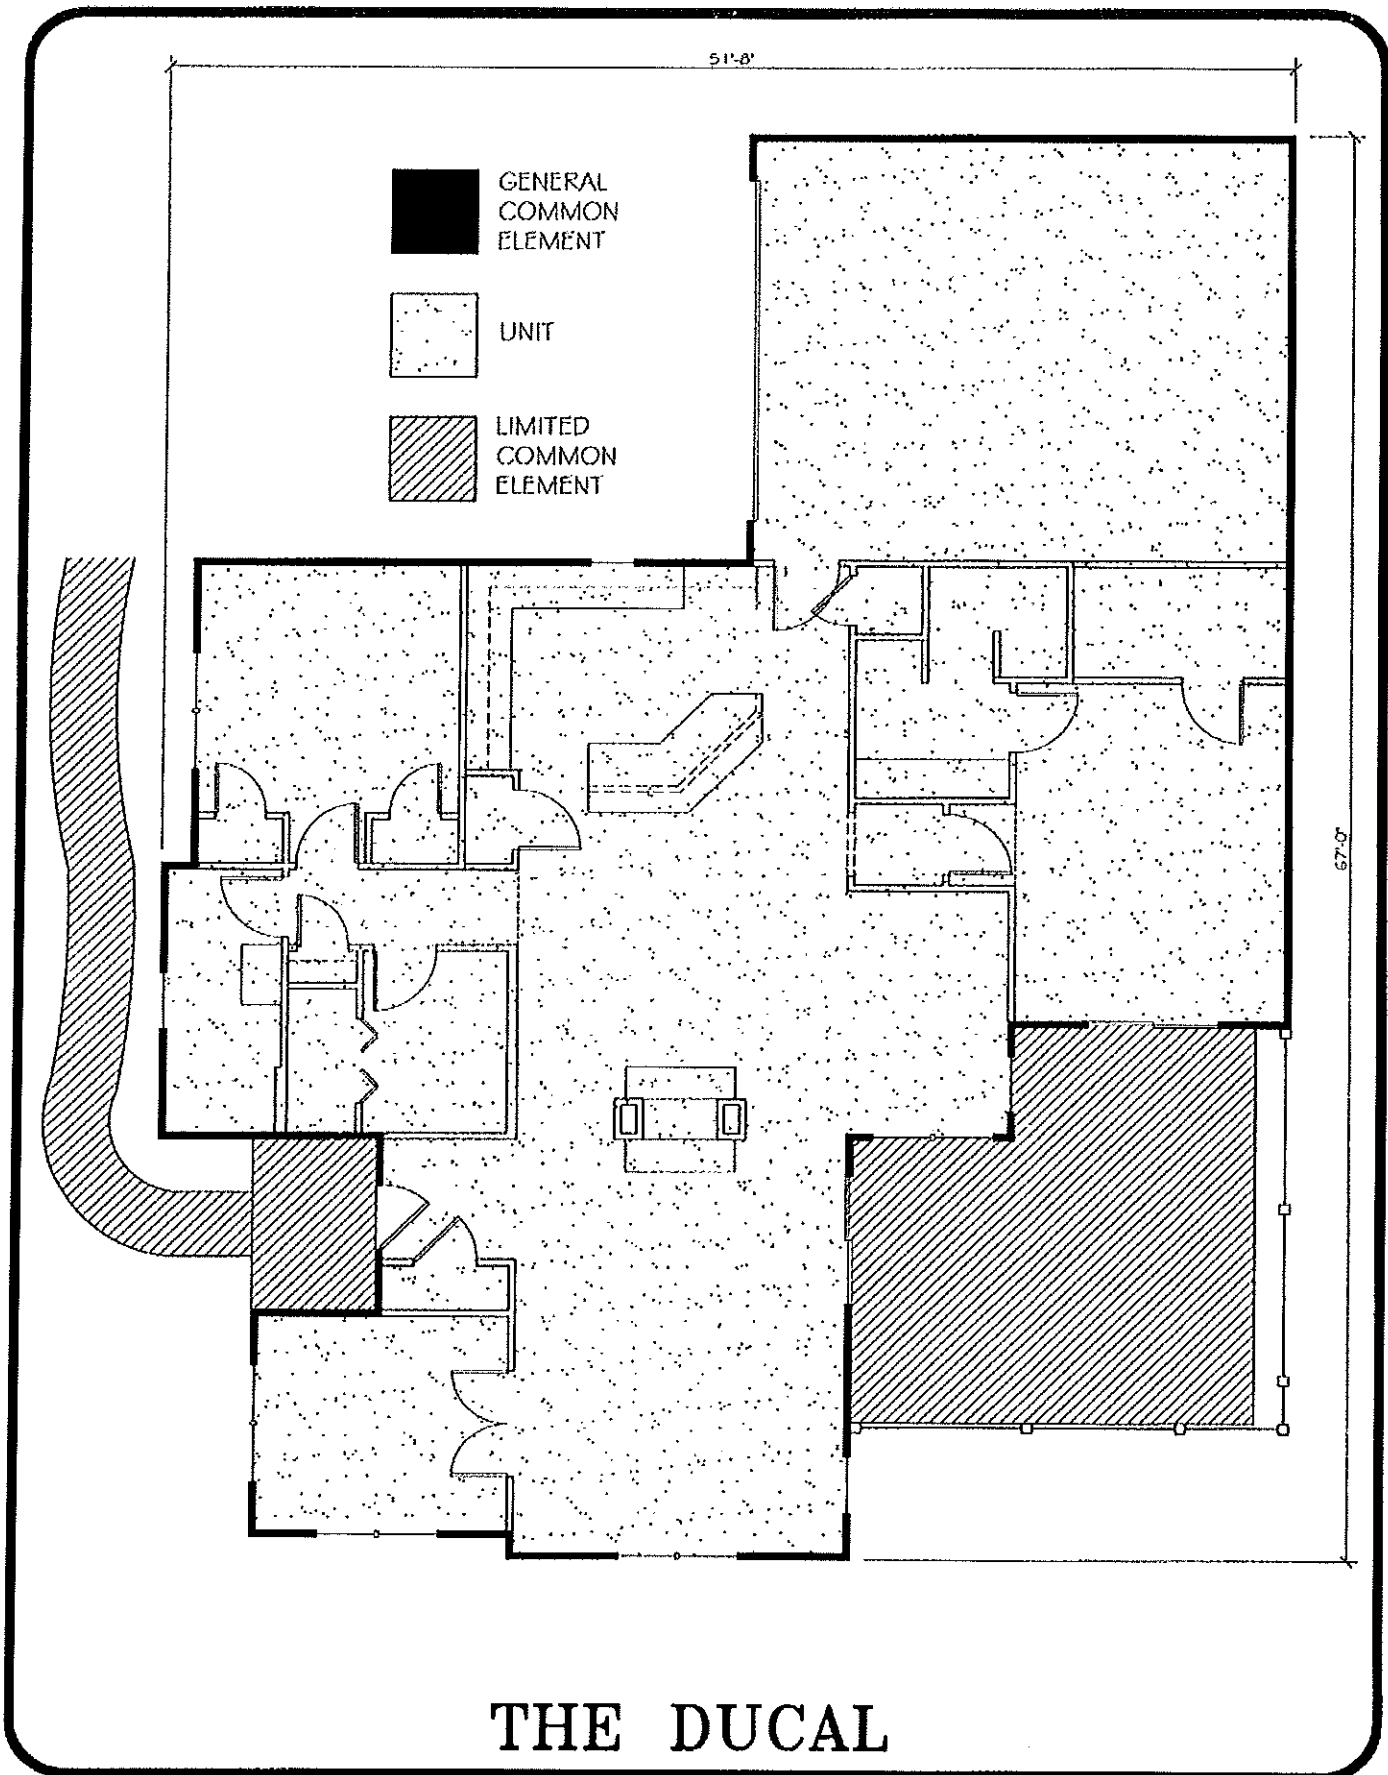 51'-8"
GENERAL
COMMON
ELEMENT
UNIT
LIMITED
COMMON
ELEMENT
67'-0"
THE DUCAL